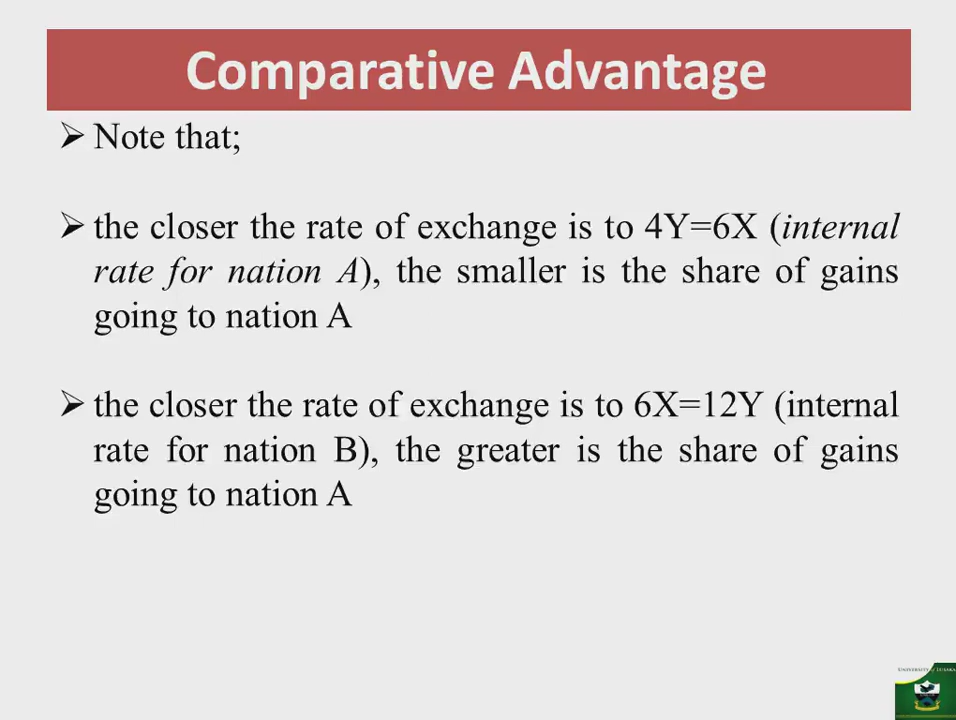 Comparative Advantage
➢ Note that;
➢ the closer the rate of exchange is to 4Y=6X (internal
rate for nation A), the smaller is the share of gains
going to nation A
➢ the closer the rate of exchange is to 6X=12Y (internal
rate for nation B), the greater is the share of gains
going to nation A